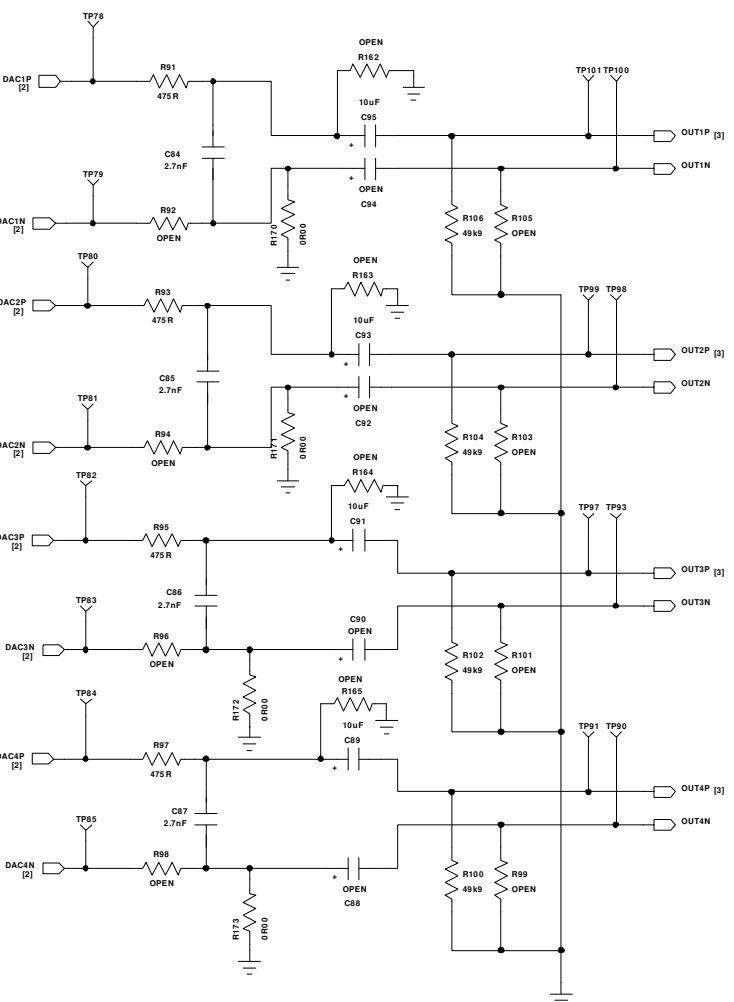 TP78
DAC1P
[2]
R91
475R
OPEN
R162
10uF
C95
+
TP101 TP100
OUT1P [3]
C84
2.7nF
TP79
+
OPEN
C94
OUT1N
DAC1N
[2]
R92
OPEN
R170
0R00
R106
49k9
R105
OPEN
TP80
DAC2P
[2]
R93
475R
OPEN
R163
10uF
C93
+
TP99 TP98
OUT2P [3]
C85
2.7nF
TP81
+
OPEN
C92
OUT2N
DAC2N
[2]
R94
OPEN
R171
0R00
R104
49k9
R103
OPEN
TP82
OPEN
R164
DAC3P
[2]
R95
475R
10uF
C91
+
TP97 TP93
OUT3P [3]
C86
2.7nF
TP83
OUT3N
DAC3N
[2]
R96
OPEN
C90
OPEN
+
R172
0R00
R102
49k9
R101
OPEN
TP84
OPEN
R165
DAC4P
[2]
R97
475R
10uF
C89
+
TP91 TP90
OUT4P [3]
C87
2.7nF
TP85
OUT4N
DAC4N
[2]
R98
OPEN
+
OPEN
C88
R173
0R00
R100
49k9
R99
OPEN